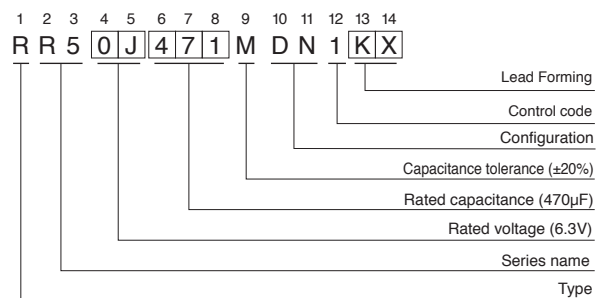 1 2 3 4 5 6 7 8 9 10 11 12 13 14
R R 5 0 J 4 7 1 M D N 1 K X
Lead Forming
Control code
Configuration
Capacitance tolerance (±20%)
Rated capacitance (470µF)
Rated voltage (6.3V)
Series name
Type